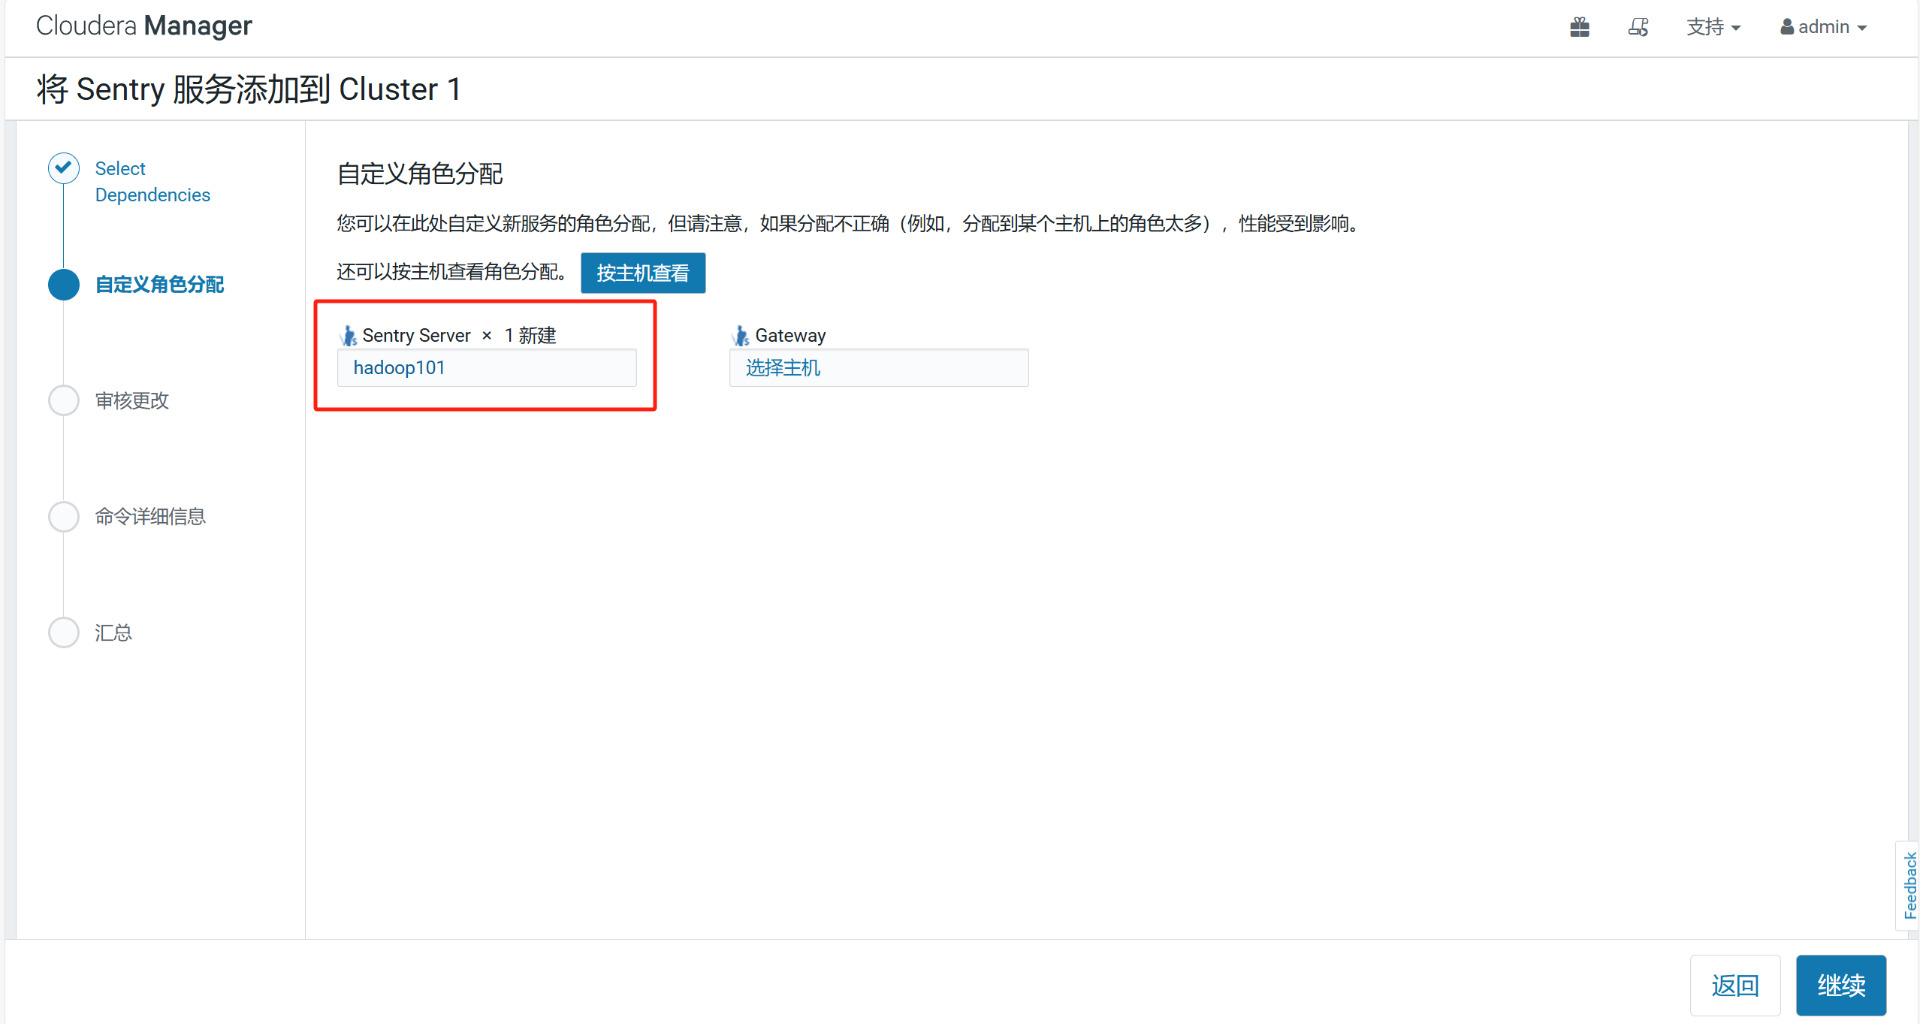 Cloudera Manager
支持
admin
将 Sentry 服务添加到 Cluster 1
Select
Dependencies
自定义角色分配
审核更改
命令详细信息
汇总
自定义角色分配
您可以在此处自定义新服务的角色分配，但请注意，如果分配不正确（例如，分配到某个主机上的角色太多），性能受到影响。
还可以按主机查看角色分配。 按主机查看
Sentry Server × 1 新建
hadoop101
Gateway
选择主机
Feedback
返回
继续